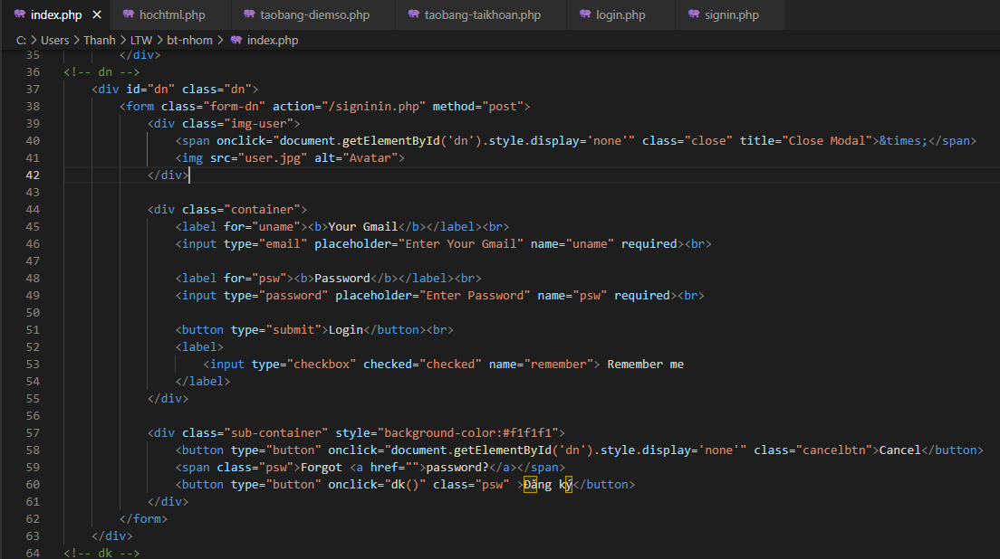 index.php hochtml.php taobang-diemso.php taobang-taikhoan.php login.php signin.php
C: > Users > Thanh > LTW > bt-nhom > index.php
35 </div>
36 <!-- dn -->
37 <div id="dn" class="dn">
38 <form class="form-dn" action="/signinin.php" method="post">
39 <div class="img-user">
40 <span onclick="document.getElementById('dn').style.display='none'" class="close" title="Close Modal">&times;</span>
41 <img src="user.jpg" alt="Avatar">
42 </div>
43
44 <div class="container">
45 <label for="uname"><b>Your Gmail</b></label><br>
46 <input type="email" placeholder="Enter Your Gmail" name="uname" required><br>
47
48 <label for="psw"><b>Password</b></label><br>
49 <input type="password" placeholder="Enter Password" name="psw" required><br>
50
51 <button type="submit">Login</button><br>
52 <label>
53 <input type="checkbox" checked="checked" name="remember"> Remember me
54 </label>
55 </div>
56
57 <div class="sub-container" style="background-color:#f1f1f1">
58 <button type="button" onclick="document.getElementById('dn').style.display='none'" class="cancelbtn">Cancel</button>
59 <span class="psw">Forgot <a href="">password?</a></span>
60 <button type="button" onclick="dk()" class="psw" >Đăng ký</button>
61 </div>
62 </form>
63 </div>
64 <!-- dk -->